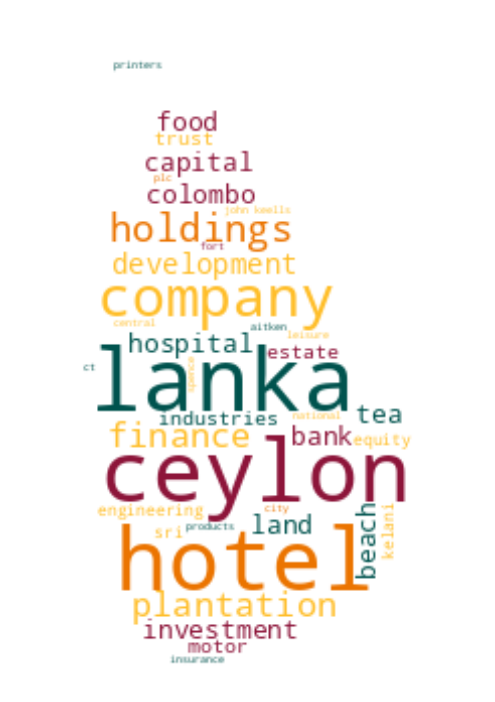 printers
food
trust
capital
plc
colombo
john keells
holdings
fort
development
company
central
aitken
leisure
hospital
estate
lanka
ct
spence
national
tea
industries
finance
bank
equity
ceylon
engineering
city
beach
kelani
products
land
sri
hotel
plantation
investment
motor
insurance